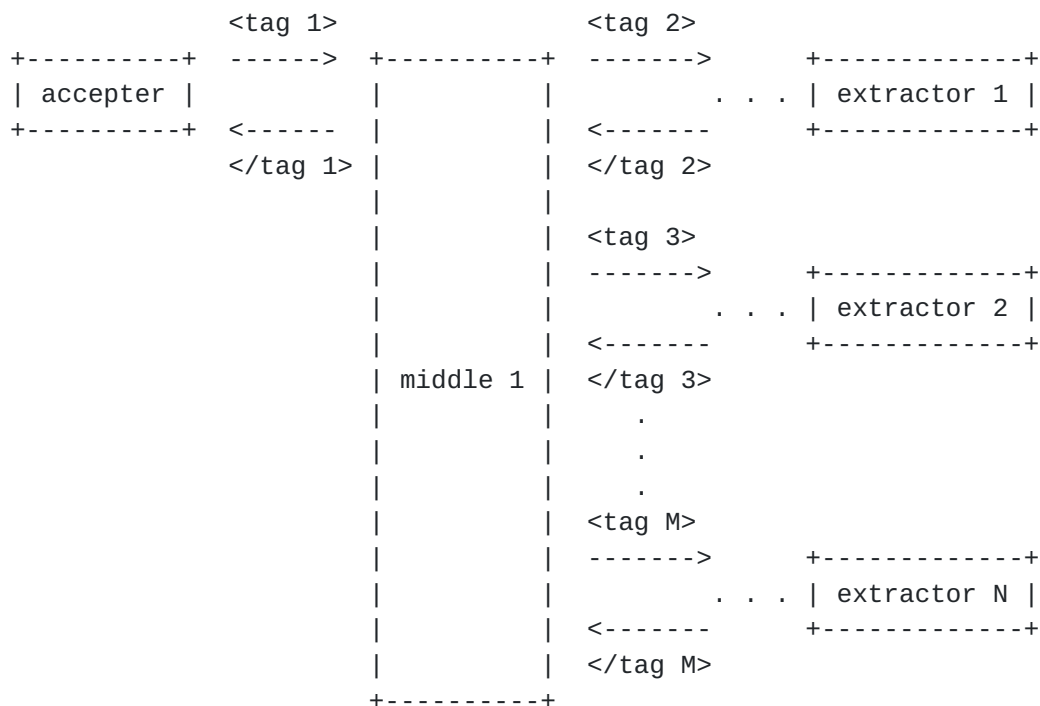 <tag 1>                <tag 2>
+----------+  ------>  +----------+  ------->      +-------------+
| accepter |           |          |         . . . | extractor 1 |
+----------+  <------  |          |  <-------      +-------------+
              </tag 1> |          |  </tag 2>
                       |          |
                       |          |  <tag 3>
                       |          |  ------->      +-------------+
                       |          |         . . . | extractor 2 |
                       |          |  <-------      +-------------+
                       | middle 1 |  </tag 3>
                       |          |     .
                       |          |     .
                       |          |     .
                       |          |  <tag M>
                       |          |  ------->      +-------------+
                       |          |         . . . | extractor N |
                       |          |  <-------      +-------------+
                       |          |  </tag M>
                       +----------+